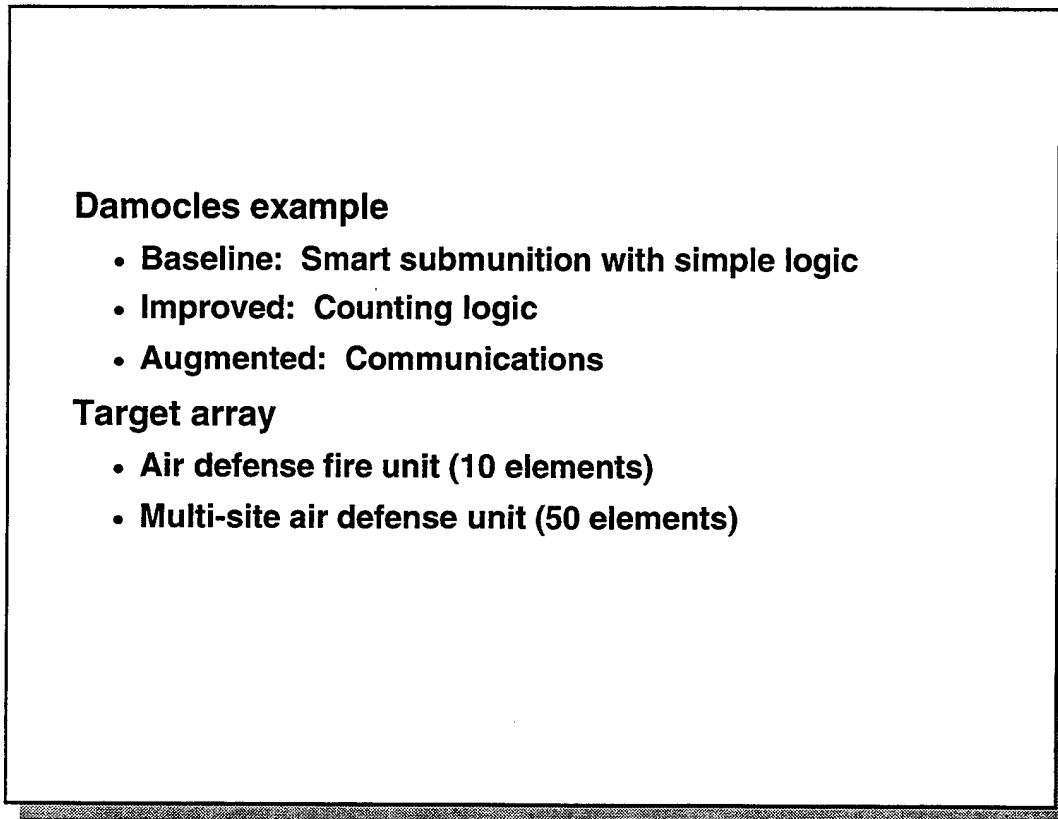 Damocles example
• Baseline: Smart submunition with simple logic
• Improved: Counting logic
• Augmented: Communications
Target array
• Air defense fire unit (10 elements)
• Multi-site air defense unit (50 elements)